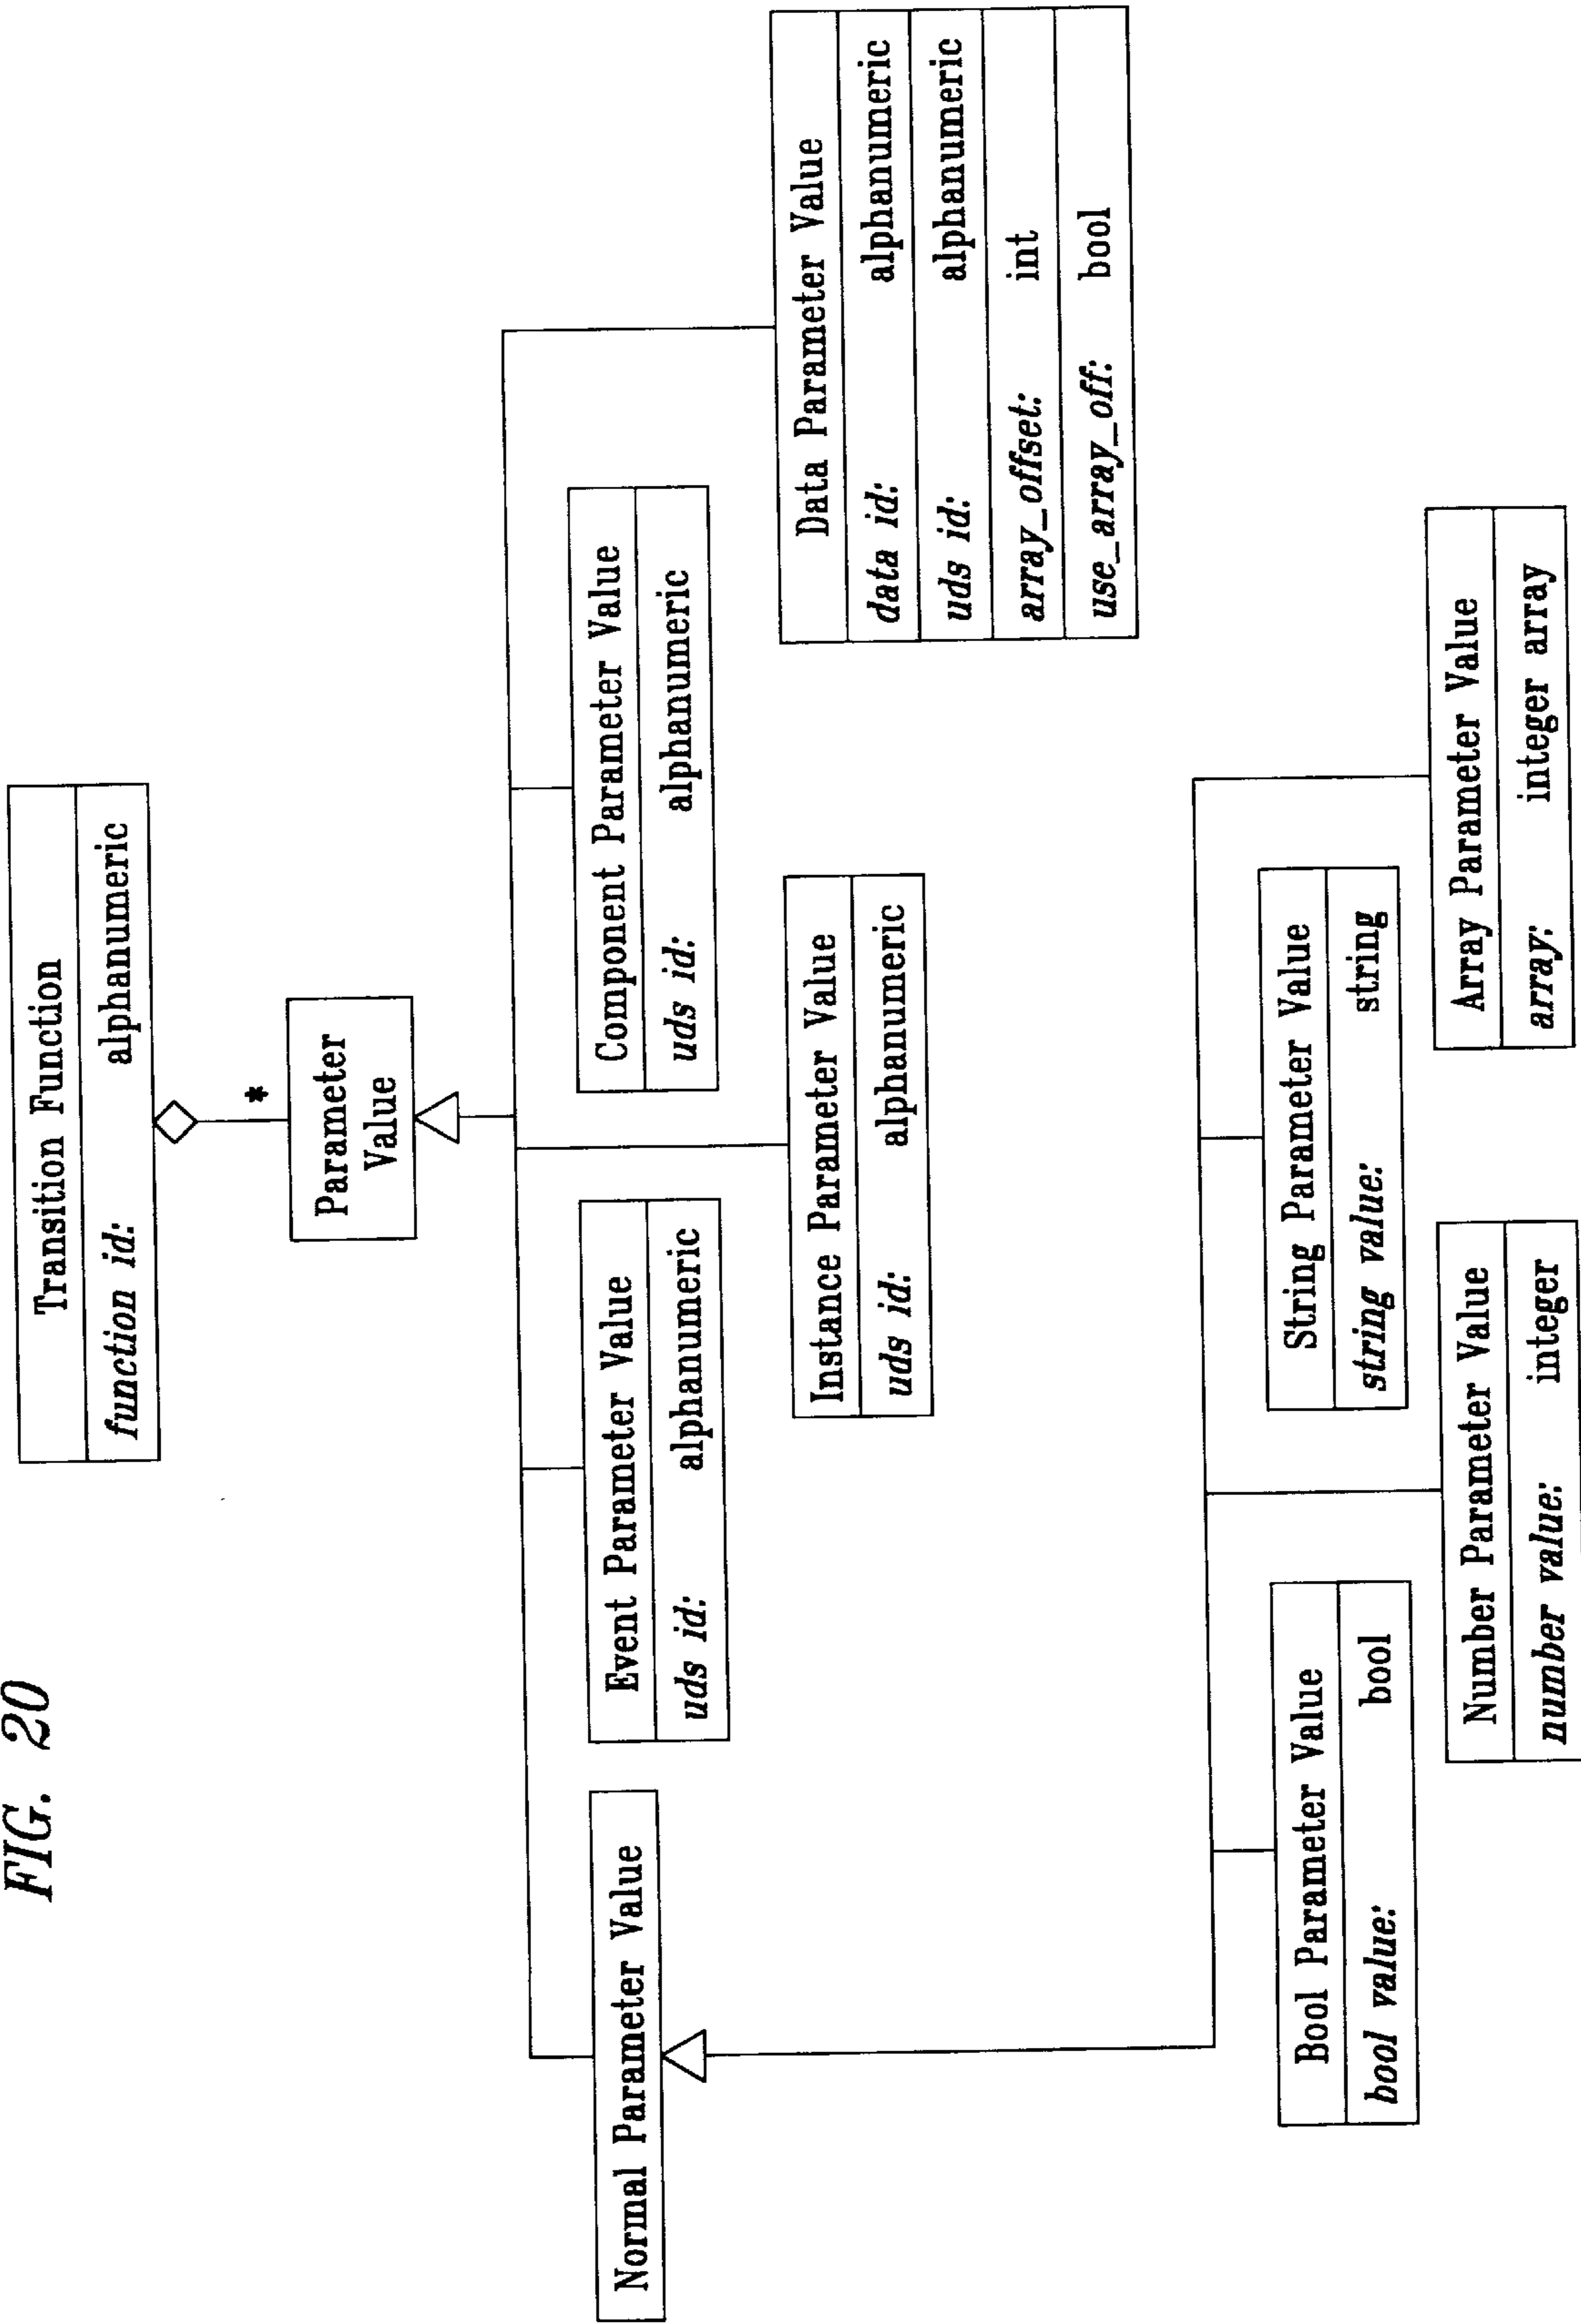 FIG. 20
Transition Function
function id: alphanumeric
*
Parameter
Value
Normal Parameter Value
Event Parameter Value
uds id: alphanumeric
Instance Parameter Value
uds id: alphanumeric
Component Parameter Value
uds id: alphanumeric
Data Parameter Value
data id: alphanumeric
uds id: alphanumeric
array_offset: int
use_array_off: bool
Bool Parameter Value
bool value: bool
Number Parameter Value
number value: integer
String Parameter Value
string value: string
Array Parameter Value
array: integer array